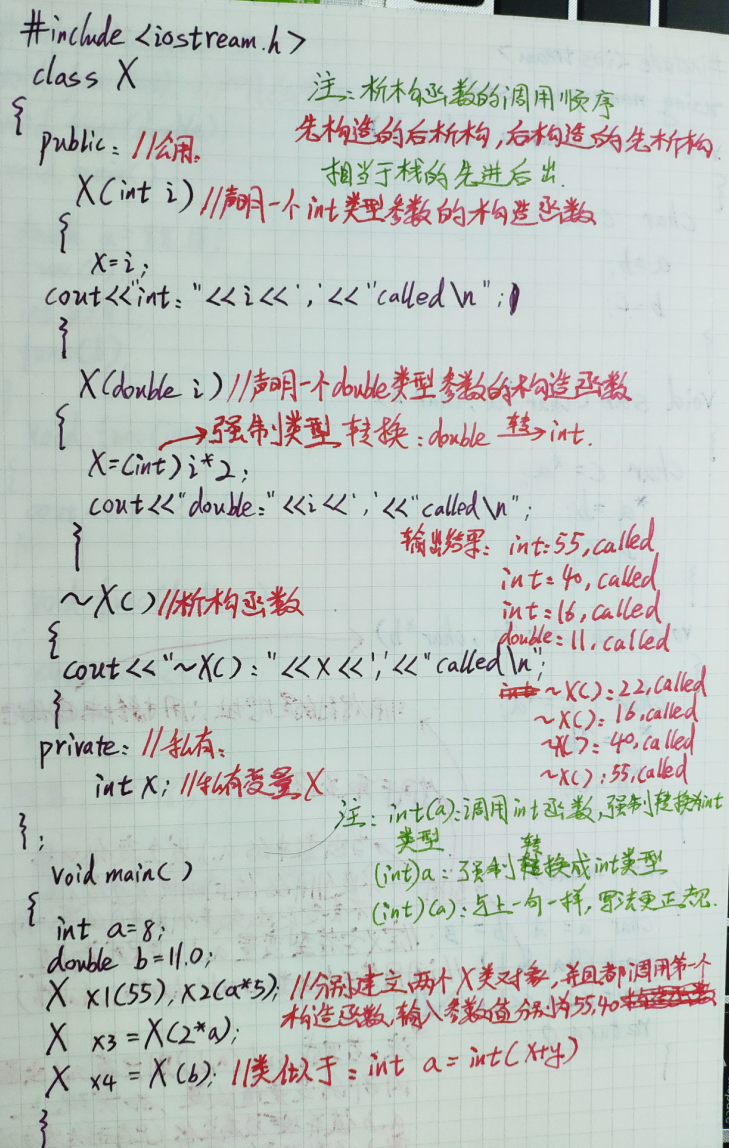 #include <iostream.h>
class X
注：析构函数的调用顺序
{
先构造的后析构，后构造的先析构.
public： //公用.
相当于栈的先进后出.
X(int i) //声明一个int类型参数的构造函数
{
x=i;
cout<<"int："<<i<<','<<"called\n";
}
X(double i) //声明一个double类型参数的构造函数
{
→强制类型转换：double 转→ int.
X=(int)i*2;
cout<<"double："<<i<<','<<"called\n";
}
输出结果： int：55,called
int：40,called
int：16,called
double：11,called
~X() //析构函数
{
cout<<"~X()："<<X<<','<<"called\n";
}
~X()：22,called
~X()：16,called
~X()：40,called
~X()：55,called
private： //私有.
int X; //私有变量X
};
注：int(a)：调用int函数,强制转换为int
类型
(int)a：强制转换成int类型
(int)(a)：与上一句一样，写法更正规.
void main()
{
int a=8;
double b=11.0;
X x1(55), x2(a*5); //分别建立两个X类对象，并且都调用第一个
构造函数,输入参数值分别为55,40
X x3=X(2*a);
X x4=X(b); //类似于：int a=int(x+y)
}